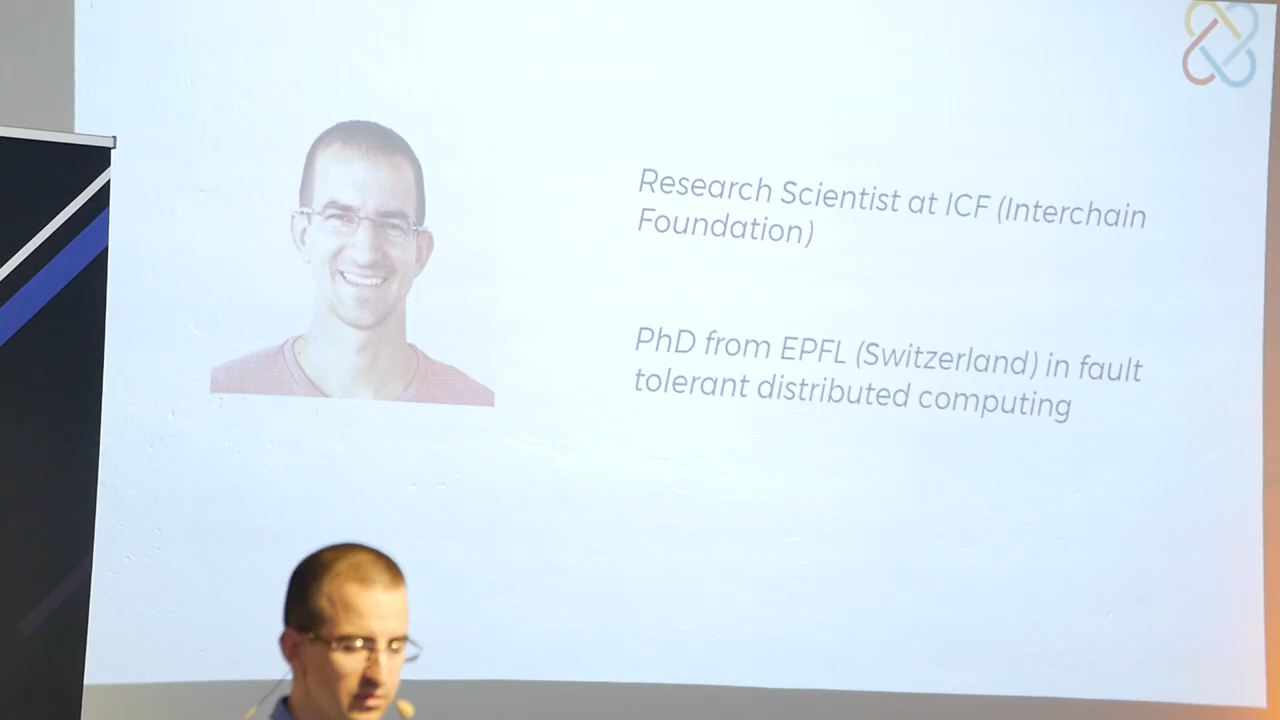 Research Scientist at ICF (Interchain
Foundation)
PhD from EPFL (Switzerland) in fault
tolerant distributed computing